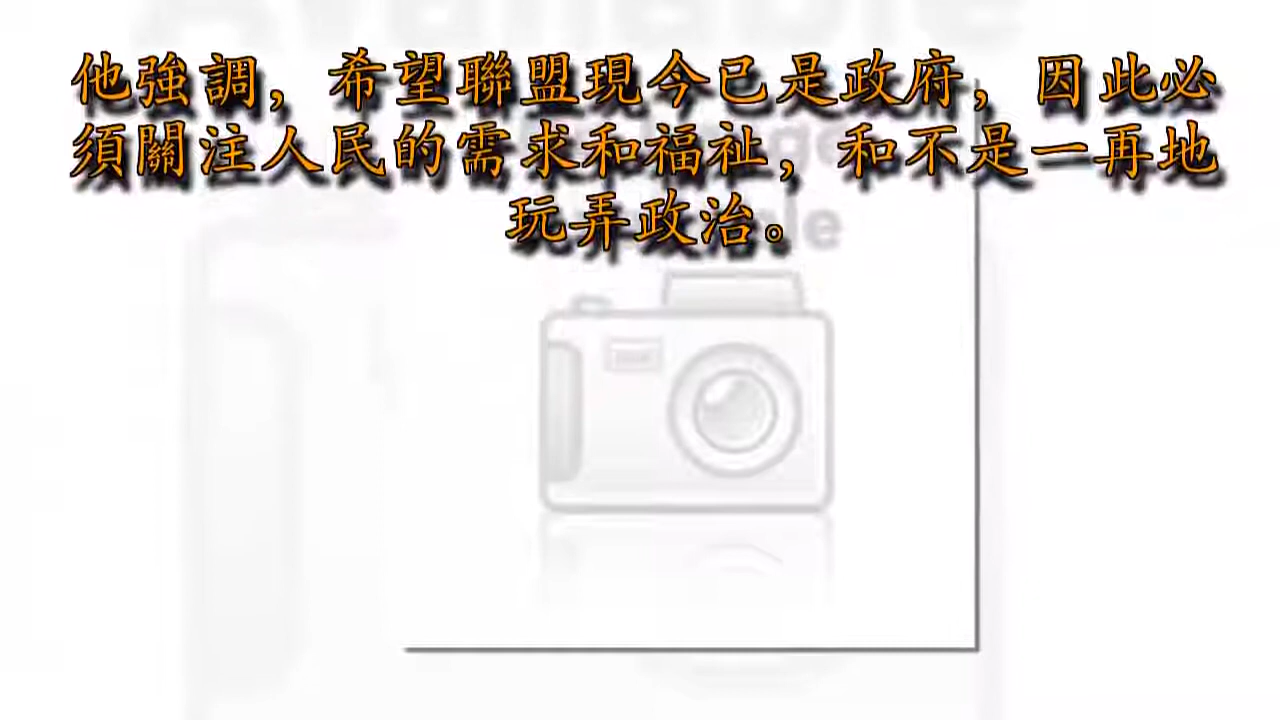 Available
他強調，希望聯盟現今已是政府，因此必
須關注人民的需求和福祉，和不是一再地
玩弄政治。